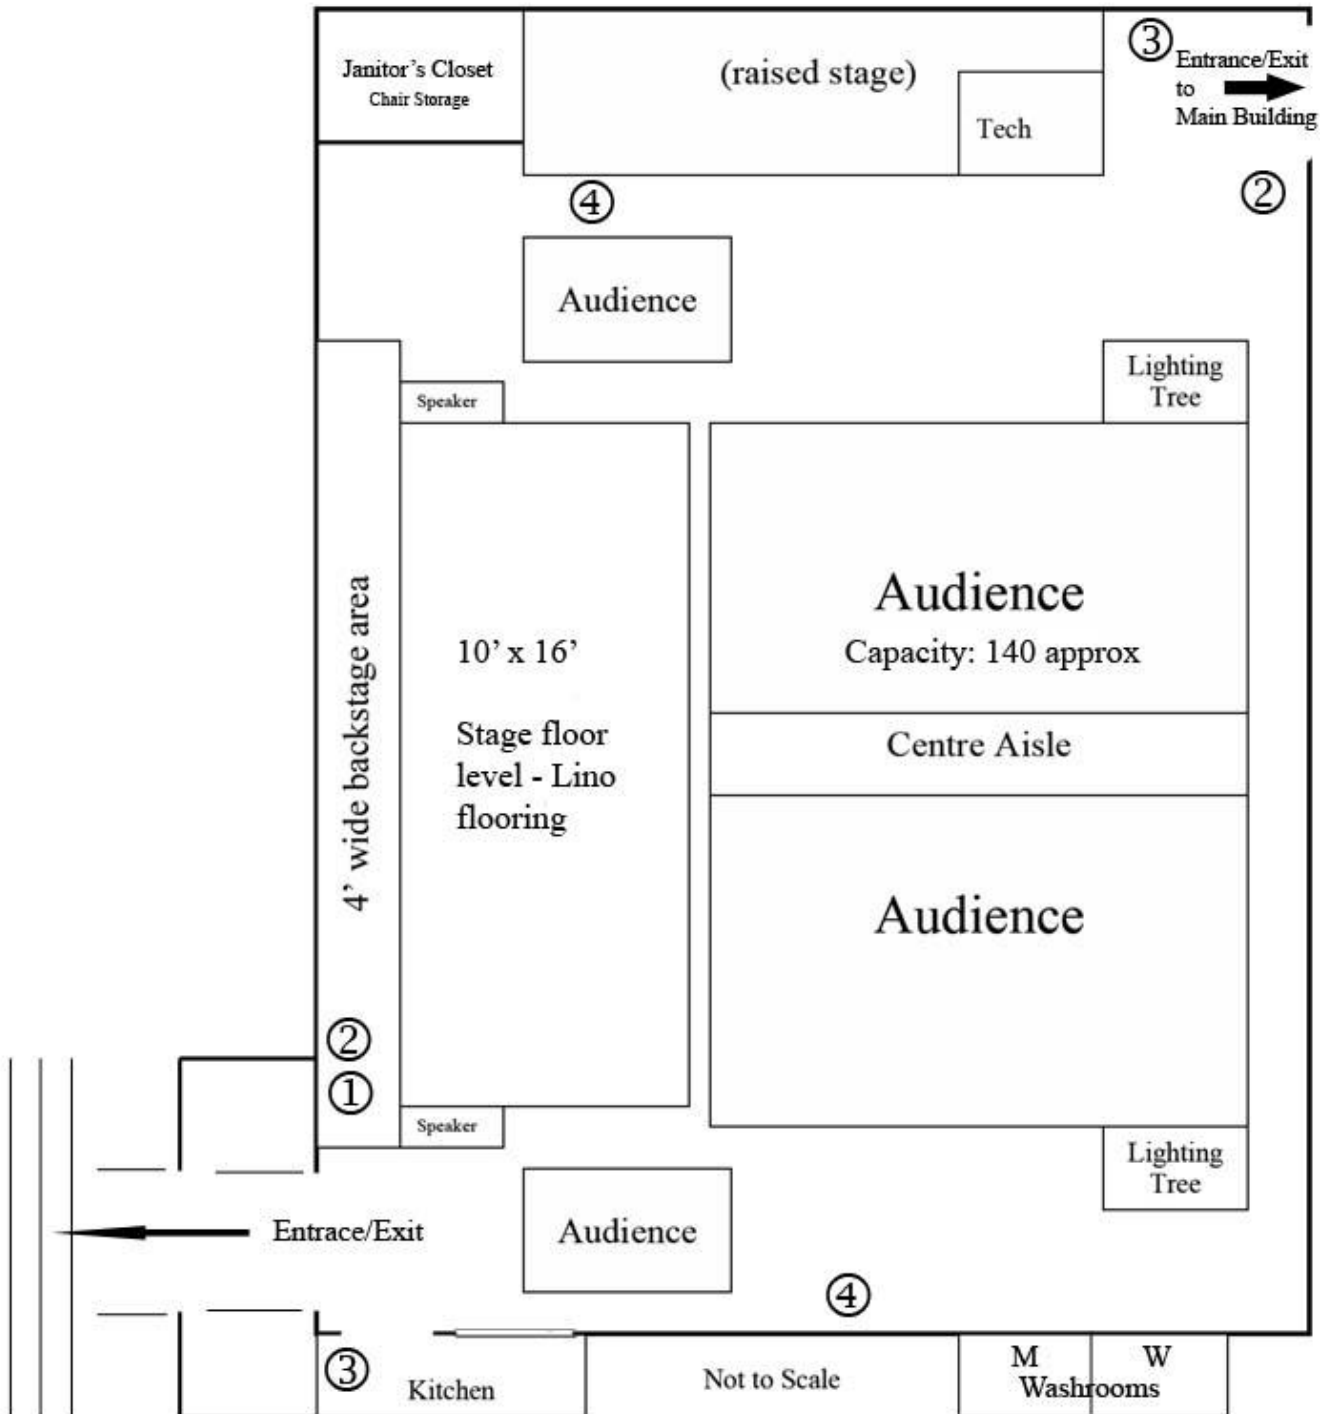 Janitor’s Closet
Chair Storage
(raised stage)
Tech
③
Entrance/Exit
to
Main Building
②
④
Audience
Speaker
Lighting
Tree
4’ wide backstage area
10’ x 16’
Stage floor
level - Lino
flooring
Audience
Capacity: 140 approx
Centre Aisle
Audience
②
①
Speaker
Lighting
Tree
Entrace/Exit
Audience
④
③
Kitchen
Not to Scale
M W
Washrooms